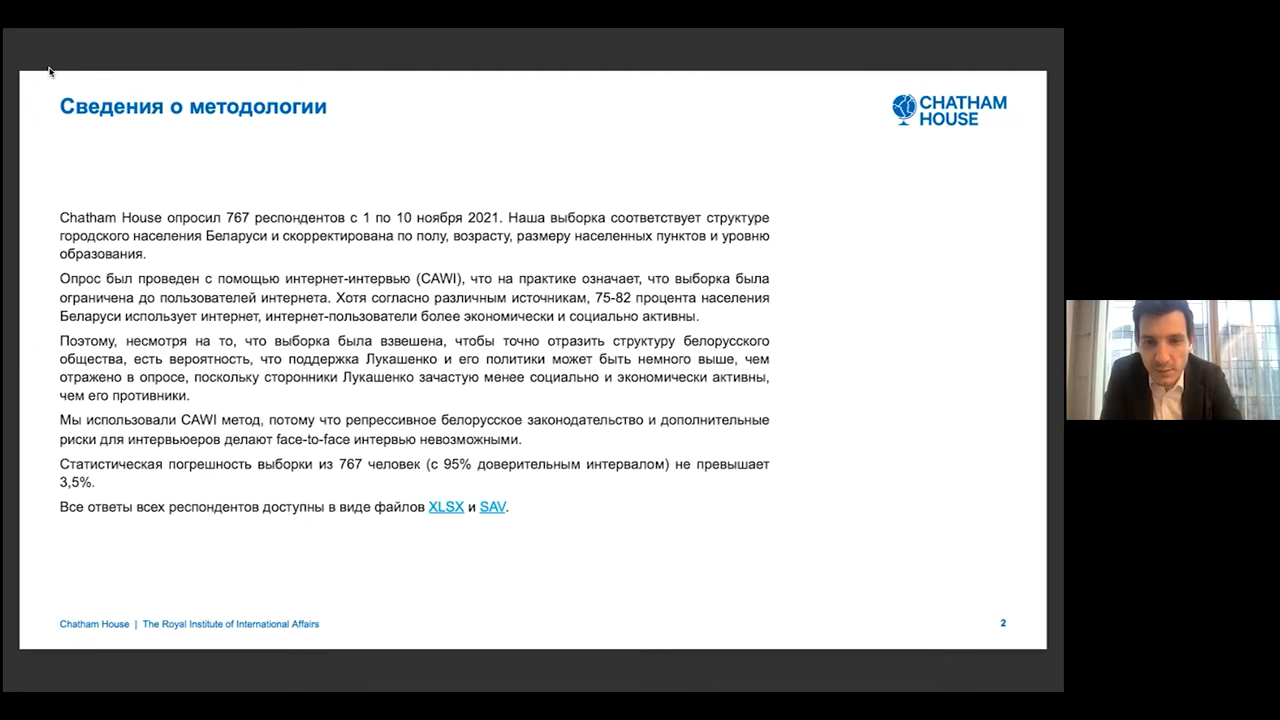 Сведения о методологии
CHATHAM
HOUSE
Chatham House опросил 767 респондентов с 1 по 10 ноября 2021. Наша выборка соответствует структуре
городского населения Беларуси и скорректирована по полу, возрасту, размеру населенных пунктов и уровню
образования.
Опрос был проведен с помощью интернет-интервью (CAWI), что на практике означает, что выборка была
ограничена до пользователей интернета. Хотя согласно различным источникам, 75-82 процента населения
Беларуси использует интернет, интернет-пользователи более экономически и социально активны.
Поэтому, несмотря на то, что выборка была взвешена, чтобы точно отразить структуру белорусского
общества, есть вероятность, что поддержка Лукашенко и его политики может быть немного выше, чем
отражено в опросе, поскольку сторонники Лукашенко зачастую менее социально и экономически активны,
чем его противники.
Мы использовали CAWI метод, потому что репрессивное белорусское законодательство и дополнительные
риски для интервьюеров делают face-to-face интервью невозможными.
Статистическая погрешность выборки из 767 человек (с 95% доверительным интервалом) не превышает
3,5%.
Все ответы всех респондентов доступны в виде файлов XLSX и SAV.
Chatham House | The Royal Institute of International Affairs
2